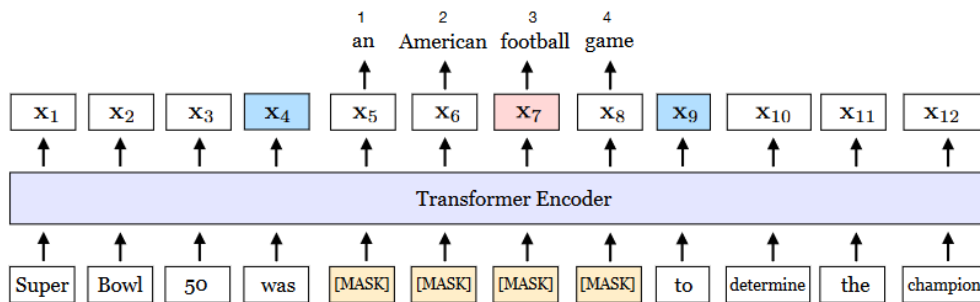 1 2 3 4
an American football game
x₁ x₂ x₃ x₄ x₅ x₆ x₇ x₈ x₉ x₁₀ x₁₁ x₁₂
Transformer Encoder
Super Bowl 50 was [MASK] [MASK] [MASK] [MASK] to determine the champion